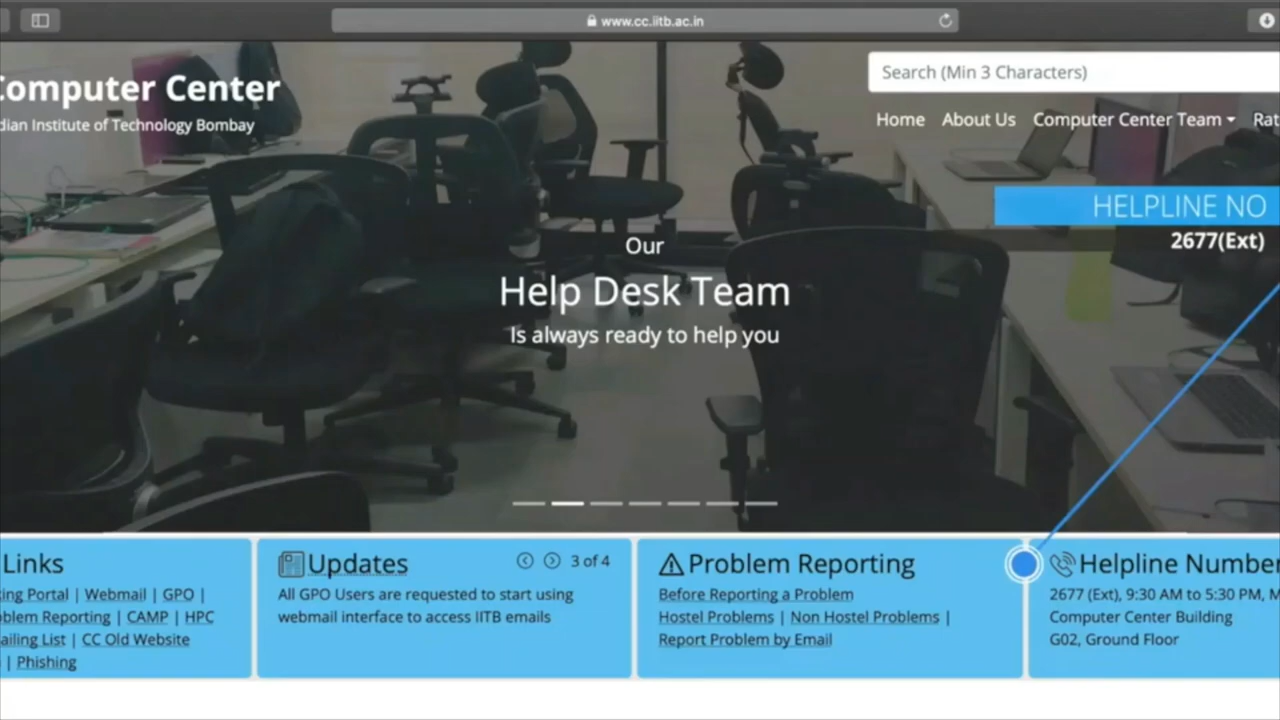 www.cc.iitb.ac.in
Computer Center
dian Institute of Technology Bombay
Search (Min 3 Characters)
Home About Us Computer Center Team Rat
HELPLINE NO
2677(Ext)
Our
Help Desk Team
Is always ready to help you
Links
ing Portal | Webmail | GPO |
blem Reporting | CAMP | HPC
ailing List | CC Old Website
| Phishing
Updates
3 of 4
All GPO Users are requested to start using
webmail interface to access IITB emails
Problem Reporting
Before Reporting a Problem
Hostel Problems | Non Hostel Problems |
Report Problem by Email
Helpline Number
2677 (Ext), 9:30 AM to 5:30 PM, M
Computer Center Building
G02, Ground Floor